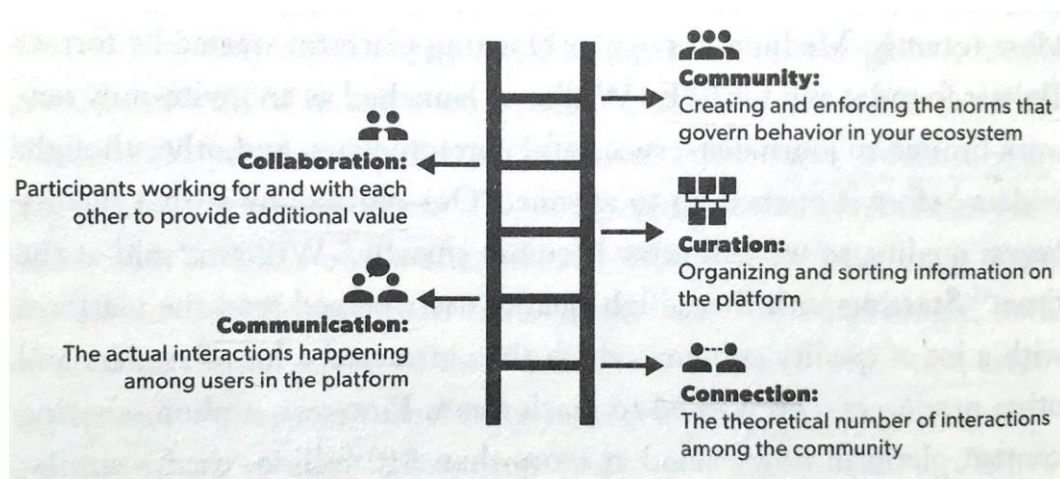 Community:
Creating and enforcing the norms that
govern behavior in your ecosystem
Collaboration:
Participants working for and with each
other to provide additional value
Curation:
Organizing and sorting information on
the platform
Communication:
The actual interactions happening
among users in the platform
Connection:
The theoretical number of interactions
among the community